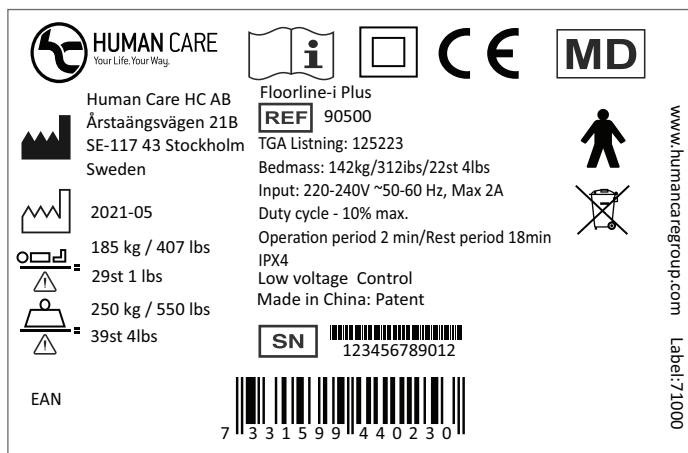 HUMAN CARE
Your Life. Your Way.
i
CE
MD
Human Care HC AB
Årstaängsvägen 21B
SE-117 43 Stockholm
Sweden
2021-05
185 kg / 407 lbs
=
29st 1 lbs
250 kg / 550 lbs
=
39st 4lbs
EAN
Floorline-i Plus
REF 90500
TGA Listning: 125223
Bedmass: 142kg/312ibs/22st 4lbs
Input: 220-240V ~50-60 Hz, Max 2A
Duty cycle - 10% max.
Operation period 2 min/Rest period 18min
IPX4
Low voltage Control
Made in China: Patent
SN
123456789012
7 331599 440230
www.humancaregroup.com
Label:71000